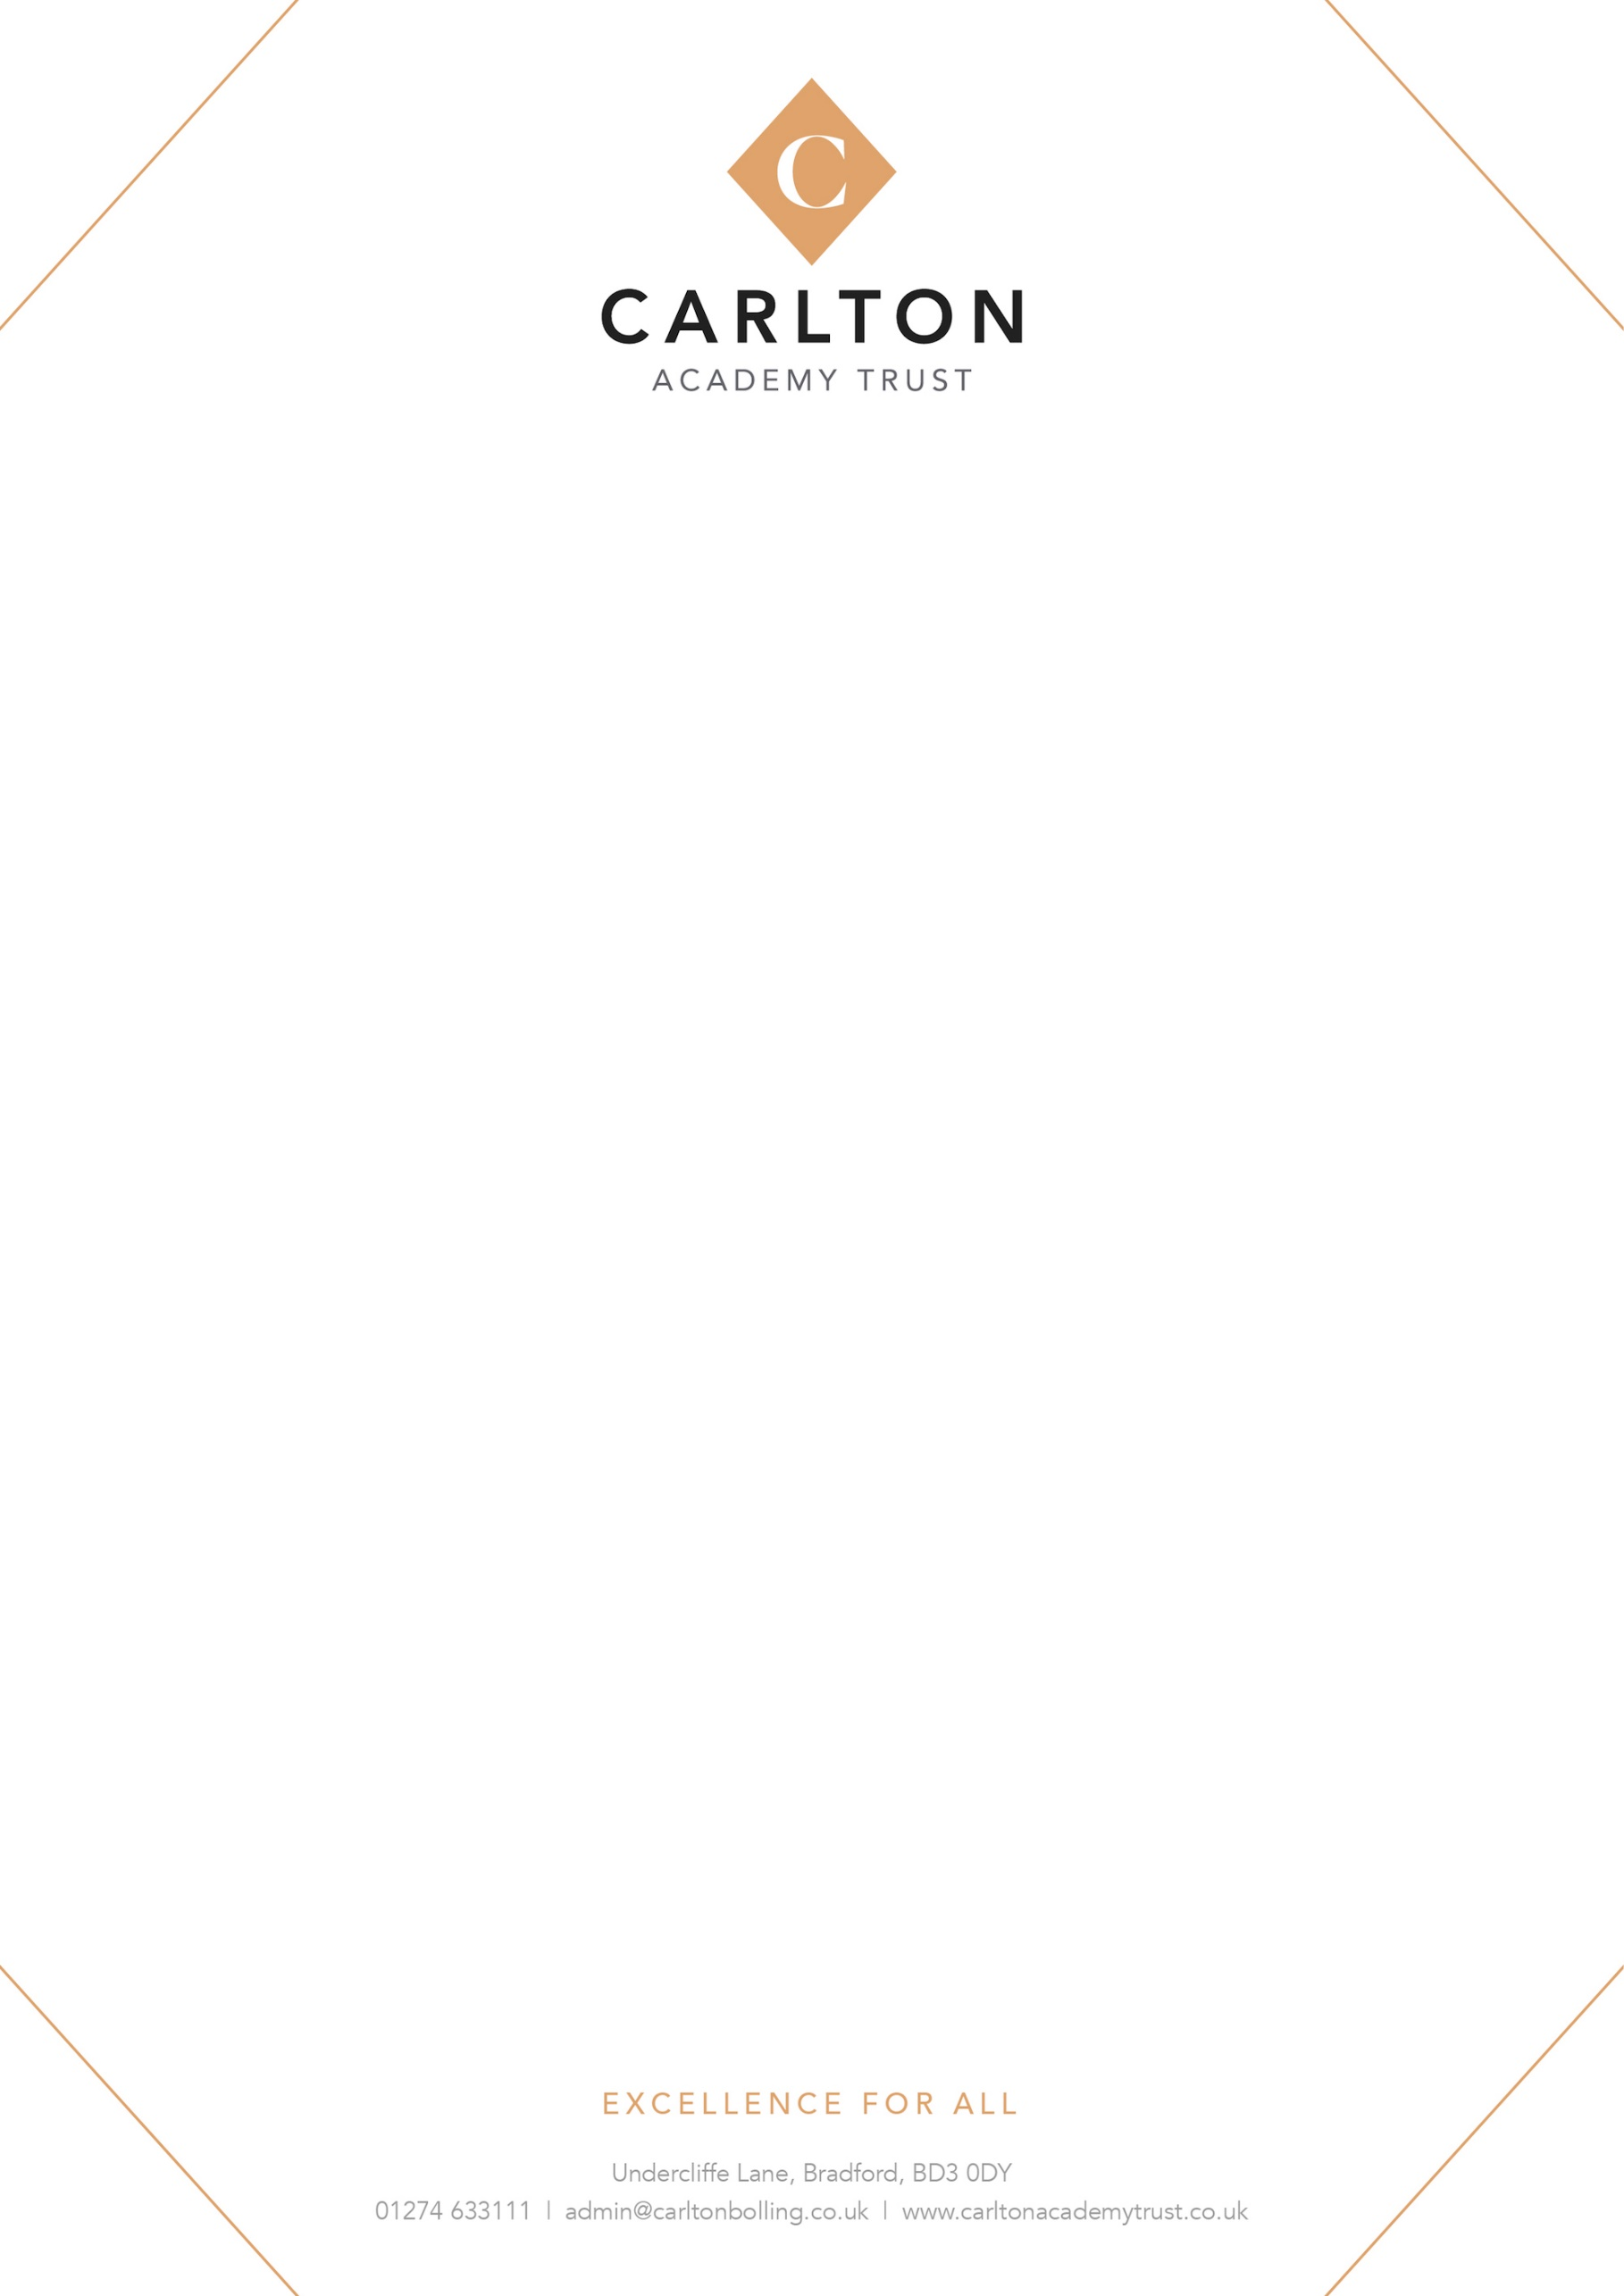 C
CARLTON
ACADEMY TRUST
EXCELLENCE FOR ALL
Undercliffe Lane, Bradford, BD3 0DY
01274 633111 | admin@carltonbolling.co.uk | www.carltonacademytrust.co.uk